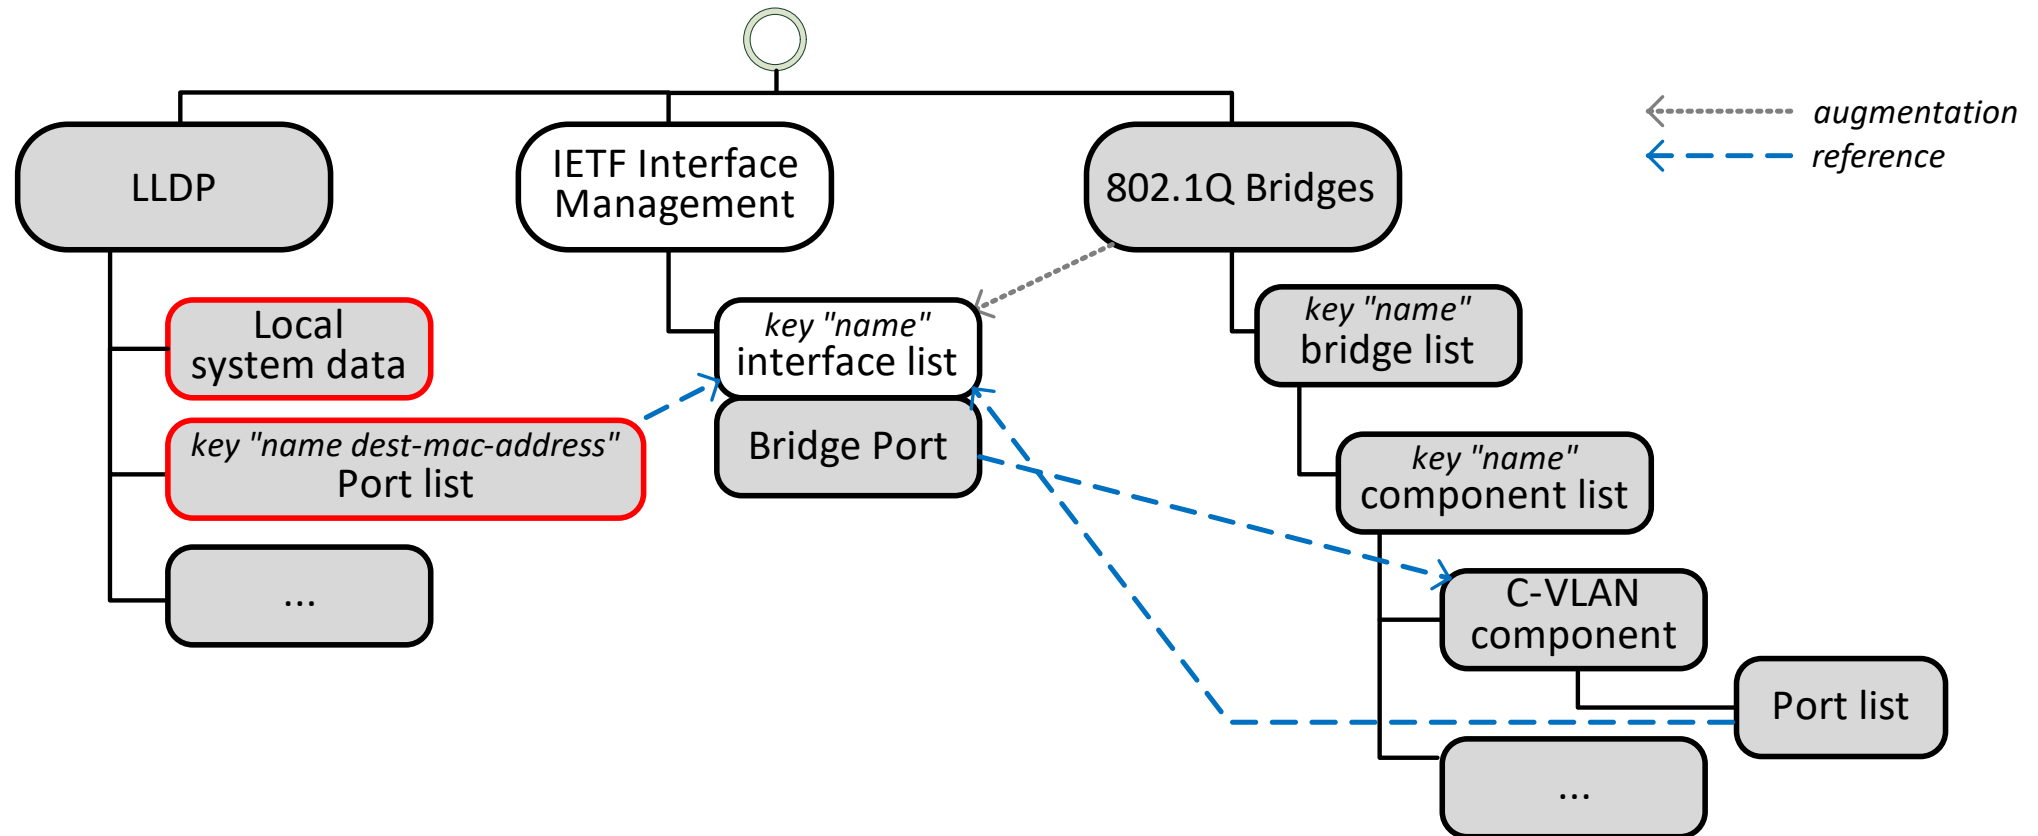 augmentation
reference
LLDP
IETF Interface
Management
802.1Q Bridges
Local
system data
key "name"
interface list
key "name"
bridge list
key "name dest-mac-address"
Port list
Bridge Port
key "name"
component list
...
C-VLAN
component
Port list
...